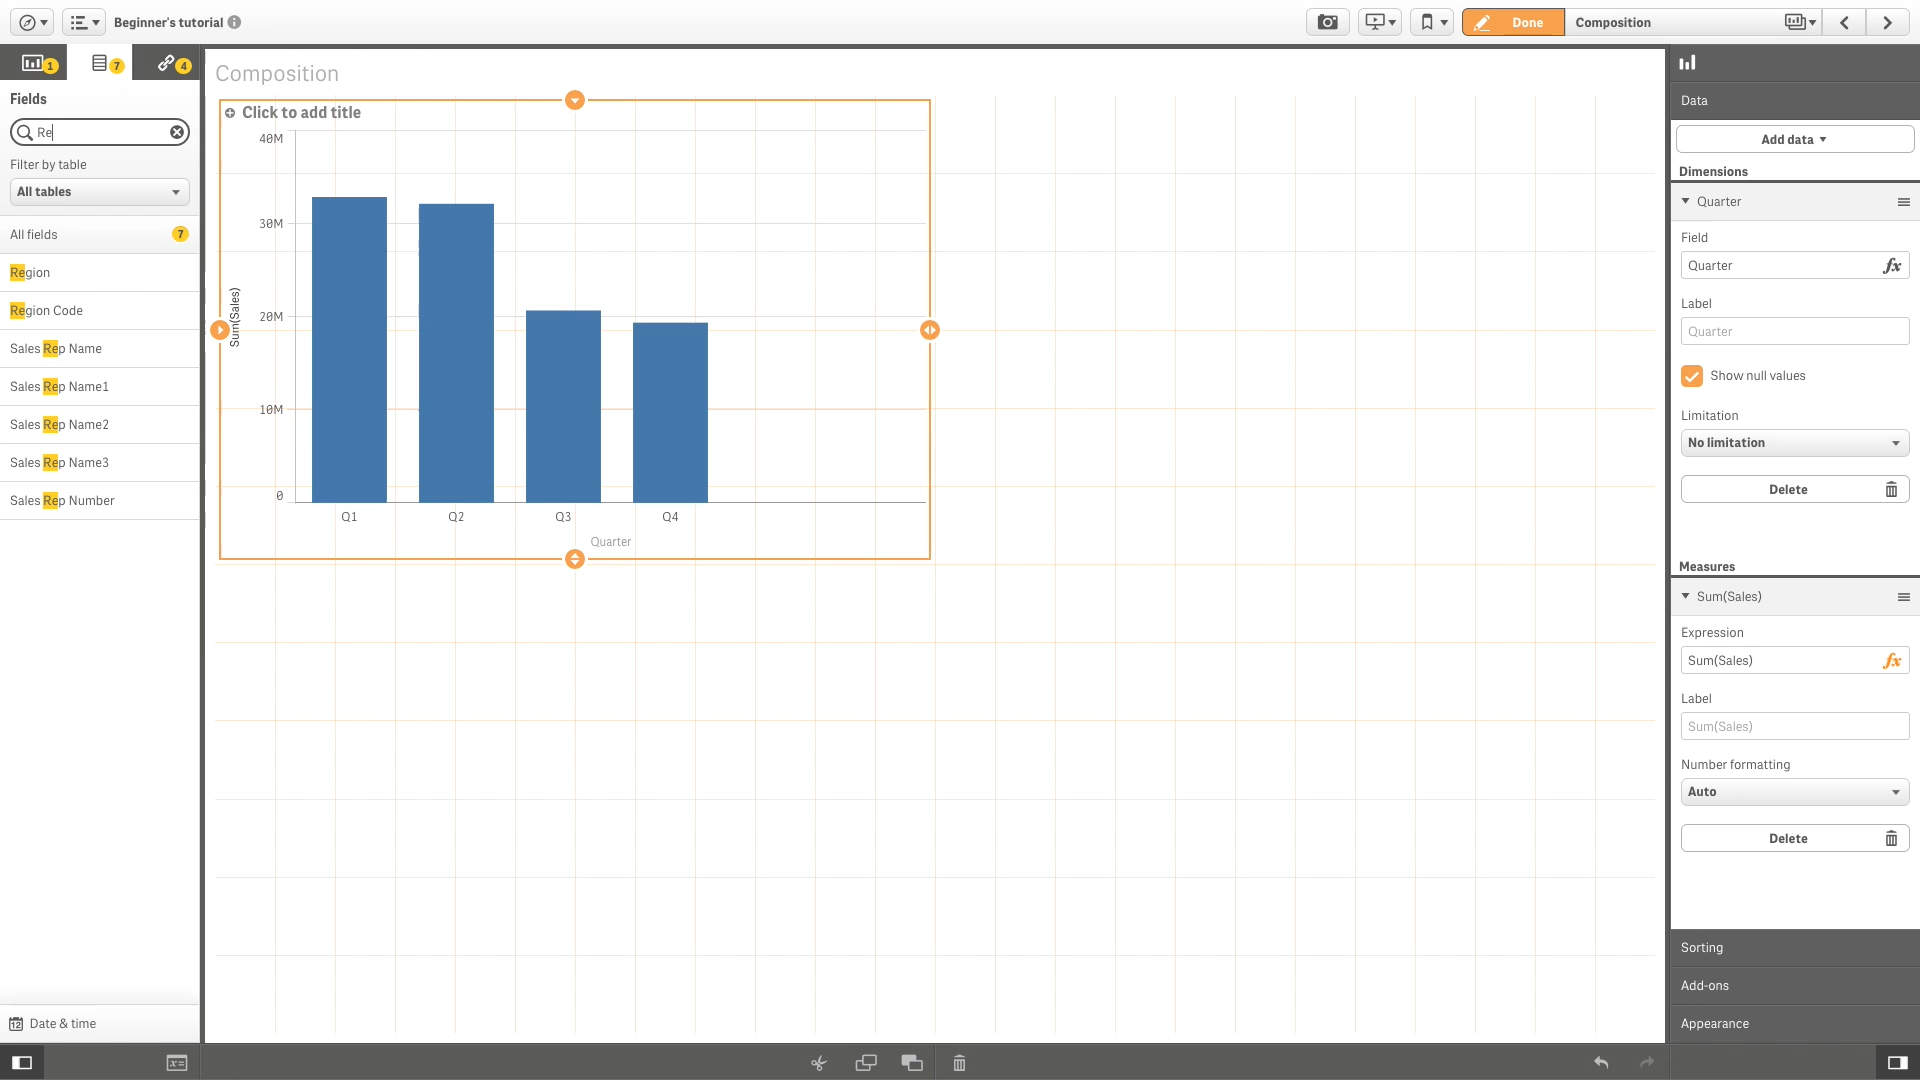 Beginner's tutorial
Done
Composition
1
7
4
Fields
Re
Filter by table
All tables
All fields
7
Region
Region Code
Sales Rep Name
Sales Rep Name1
Sales Rep Name2
Sales Rep Name3
Sales Rep Number
12
Date & time
x=
Composition
Click to add title
40M
30M
20M
10M
0
Sum(Sales)
Q1
Q2
Q3
Q4
Quarter
Data
Add data
Dimensions
Quarter
Field
Quarter
fx
Label
Quarter
Show null values
Limitation
No limitation
Delete
Measures
Sum(Sales)
Expression
Sum(Sales)
fx
Label
Sum(Sales)
Number formatting
Auto
Delete
Sorting
Add-ons
Appearance